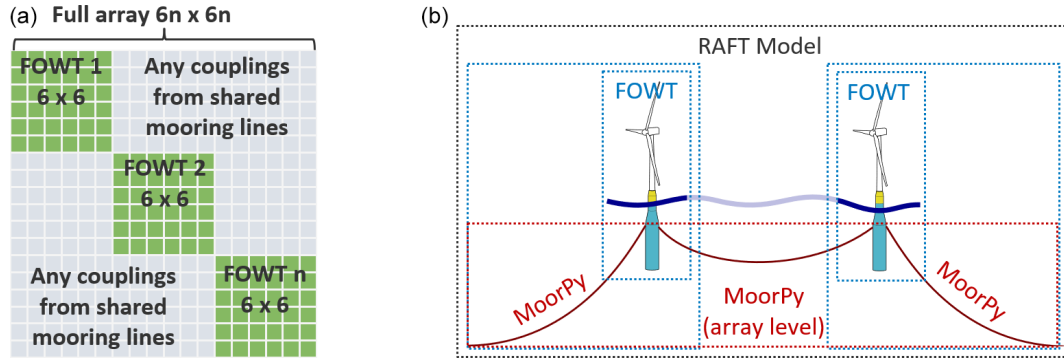 (a)
Full array 6n x 6n
FOWT 1
6 x 6
Any couplings
from shared
mooring lines
FOWT 2
6 x 6
Any couplings
from shared
mooring lines
FOWT n
6 x 6
(b)
RAFT Model
FOWT
FOWT
MoorPy
MoorPy
(array level)
MoorPy